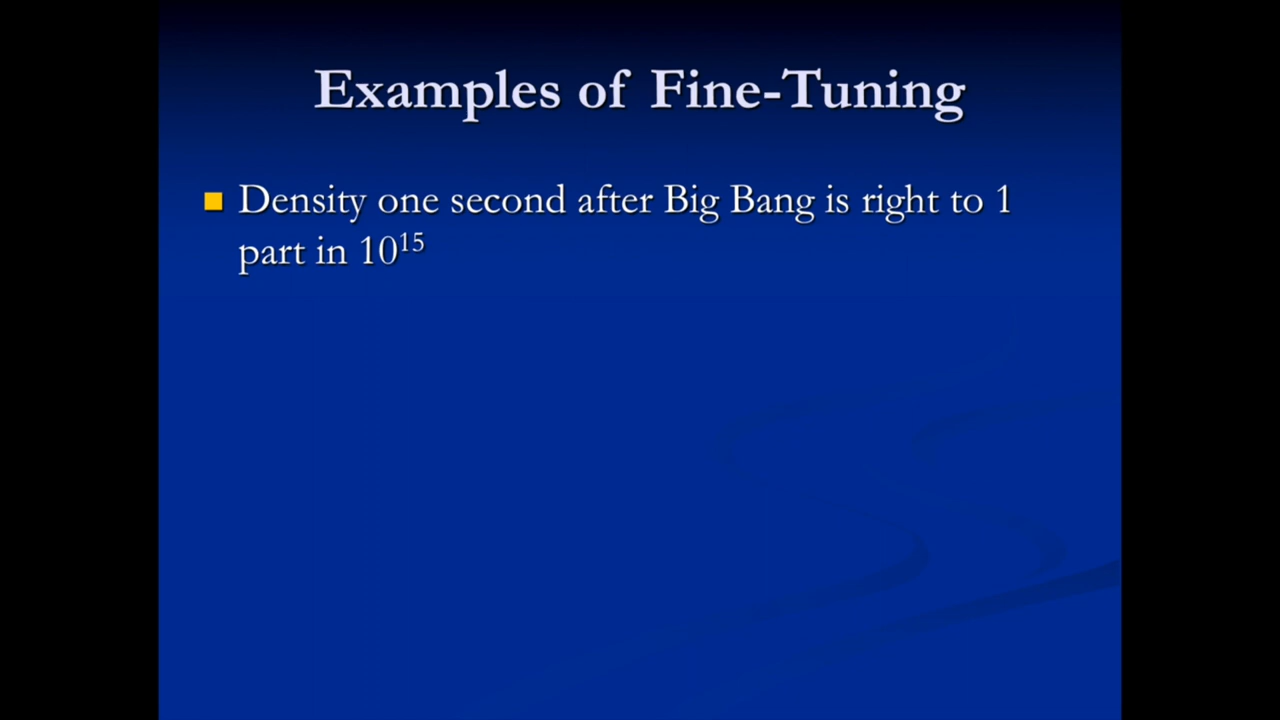 Examples of Fine-Tuning
Density one second after Big Bang is right to 1
part in 10¹⁵